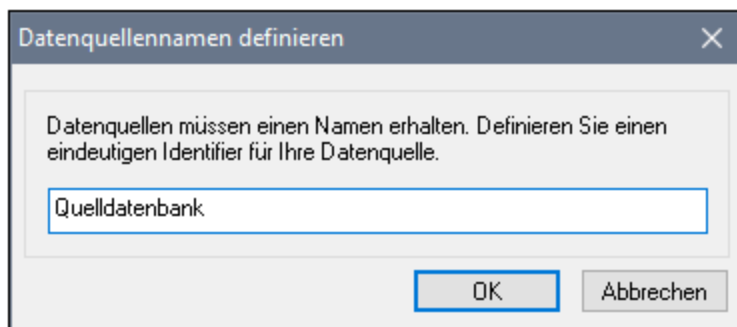 Datenquellennamen definieren
Datenquellen müssen einen Namen erhalten. Definieren Sie einen
eindeutigen Identifier für Ihre Datenquelle.
Quelldatenbank
OK Abbrechen